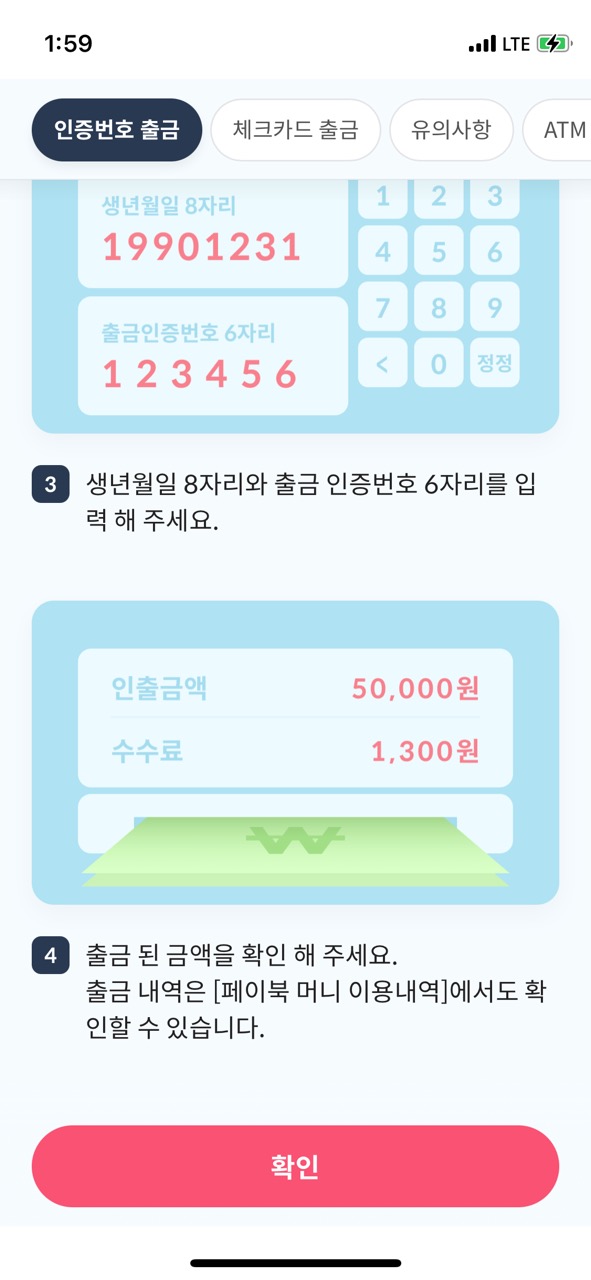 1:59 LTE
인증번호 출금 체크카드 출금 유의사항 ATM
생년월일 8자리
19901231
출금인증번호 6자리
1 2 3 4 5 6
1 2 3
4 5 6
7 8 9
< 0 정정
3 생년월일 8자리와 출금 인증번호 6자리를 입
력 해 주세요.
인출금액 50,000원
수수료 1,300원
₩
4 출금 된 금액을 확인 해 주세요.
출금 내역은 [페이북 머니 이용내역]에서도 확
인할 수 있습니다.
확인